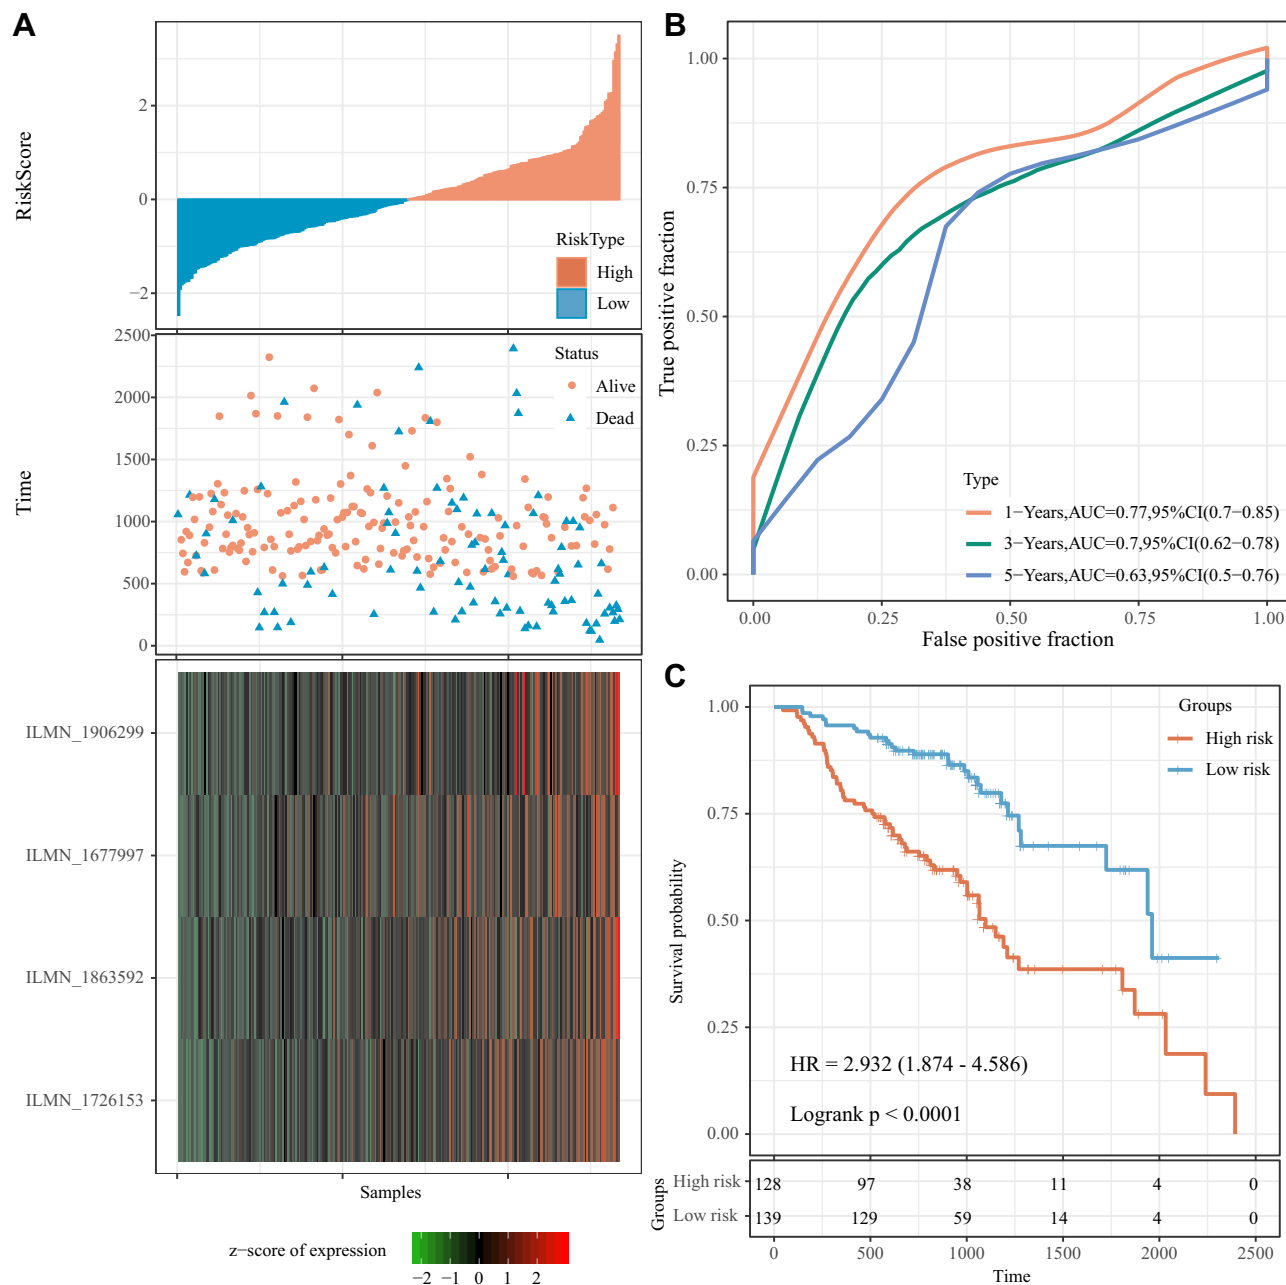 A
RiskScore
2
0
−2
RiskType
High
Low
Time
2500
2000
1500
1000
500
0
Status
Alive
Dead
ILMN_1906299
ILMN_1677997
ILMN_1863592
ILMN_1726153
Samples
z−score of expression
−2 −1 0 1 2
B
True positive fraction
1.00
0.75
0.50
0.25
0.00
Type
1−Years,AUC=0.77,95%CI(0.7−0.85)
3−Years,AUC=0.7,95%CI(0.62−0.78)
5−Years,AUC=0.63,95%CI(0.5−0.76)
0.00 0.25 0.50 0.75 1.00
False positive fraction
C
Survival probability
1.00
0.75
0.50
0.25
0.00
Groups
High risk
Low risk
HR = 2.932 (1.874 - 4.586)
Logrank p < 0.0001
Groups
High risk 128 97 38 11 4 0
Low risk 139 129 59 14 4 0
0 500 1000 1500 2000 2500
Time